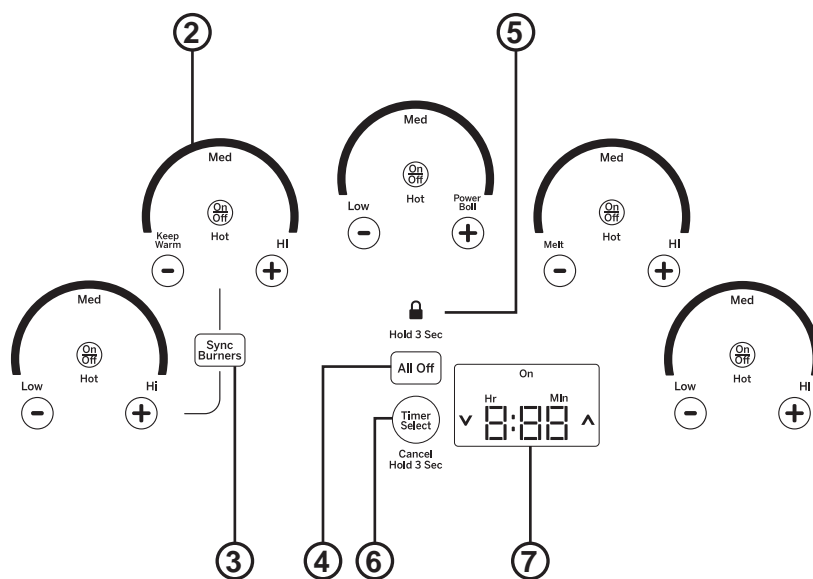 2
5
Med
On
Off
Hot
Low
Power
Boil
Med
On
Off
Hot
Keep
Warm
HI
Med
On
Off
Hot
Melt
HI
Hold 3 Sec
Med
On
Off
Hot
Low
Hi
Sync
Burners
All Off
Timer
Select
Cancel
Hold 3 Sec
On
Hr
MIn
8:88
Med
On
Off
Hot
Low
HI
3
4
6
7